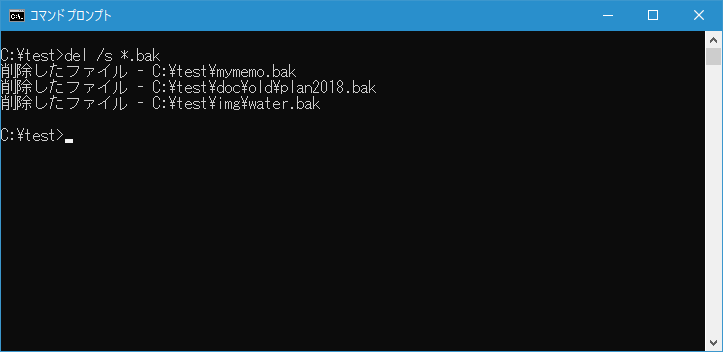 コマンドプロンプト
C:¥test>del /s *.bak
削除したファイル - C:¥test¥mymemo.bak
削除したファイル - C:¥test¥doc¥old¥plan2018.bak
削除したファイル - C:¥test¥img¥water.bak
C:¥test>